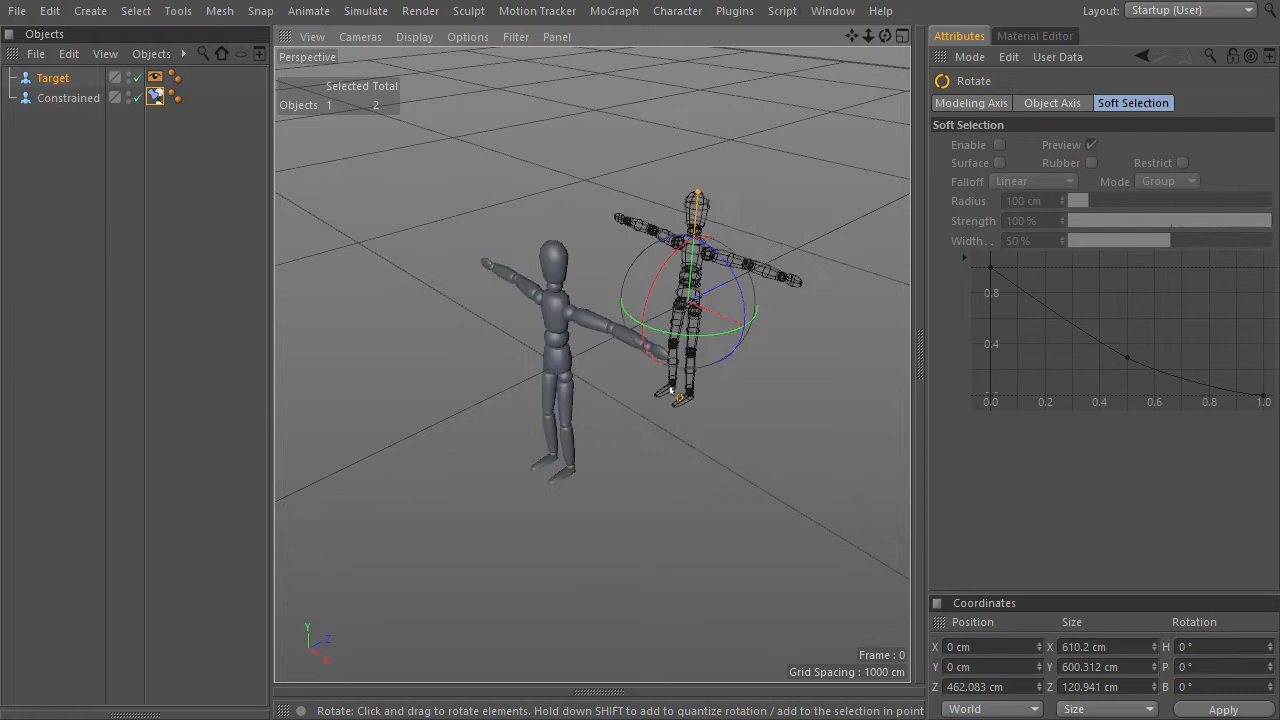 File Edit Create Select Tools Mesh Snap Animate Simulate Render Sculpt Motion Tracker MoGraph Character Plugins Script Window Help Layout: Startup (User)
Objects
File Edit View Objects
Target
Constrained
View Cameras Display Options Filter Panel
Perspective
Selected Total
Objects 1 2
Y
Z
X
Frame : 0
Grid Spacing : 1000 cm
Rotate: Click and drag to rotate elements. Hold down SHIFT to add to quantize rotation / add to the selection in point
Attributes Material Editor
Mode Edit User Data
Rotate
Modeling Axis Object Axis Soft Selection
Soft Selection
Enable Preview
Surface Rubber Restrict
Falloff Linear Mode Group
Radius 100 cm
Strength 100 %
Width . . 50 %
0.8
0.4
0.0 0.2 0.4 0.6 0.8 1.0
Coordinates
Position Size Rotation
X 0 cm X 610.2 cm H 0 °
Y 0 cm Y 600.312 cm P 0 °
Z 462.083 cm Z 120.941 cm B 0 °
World Size Apply